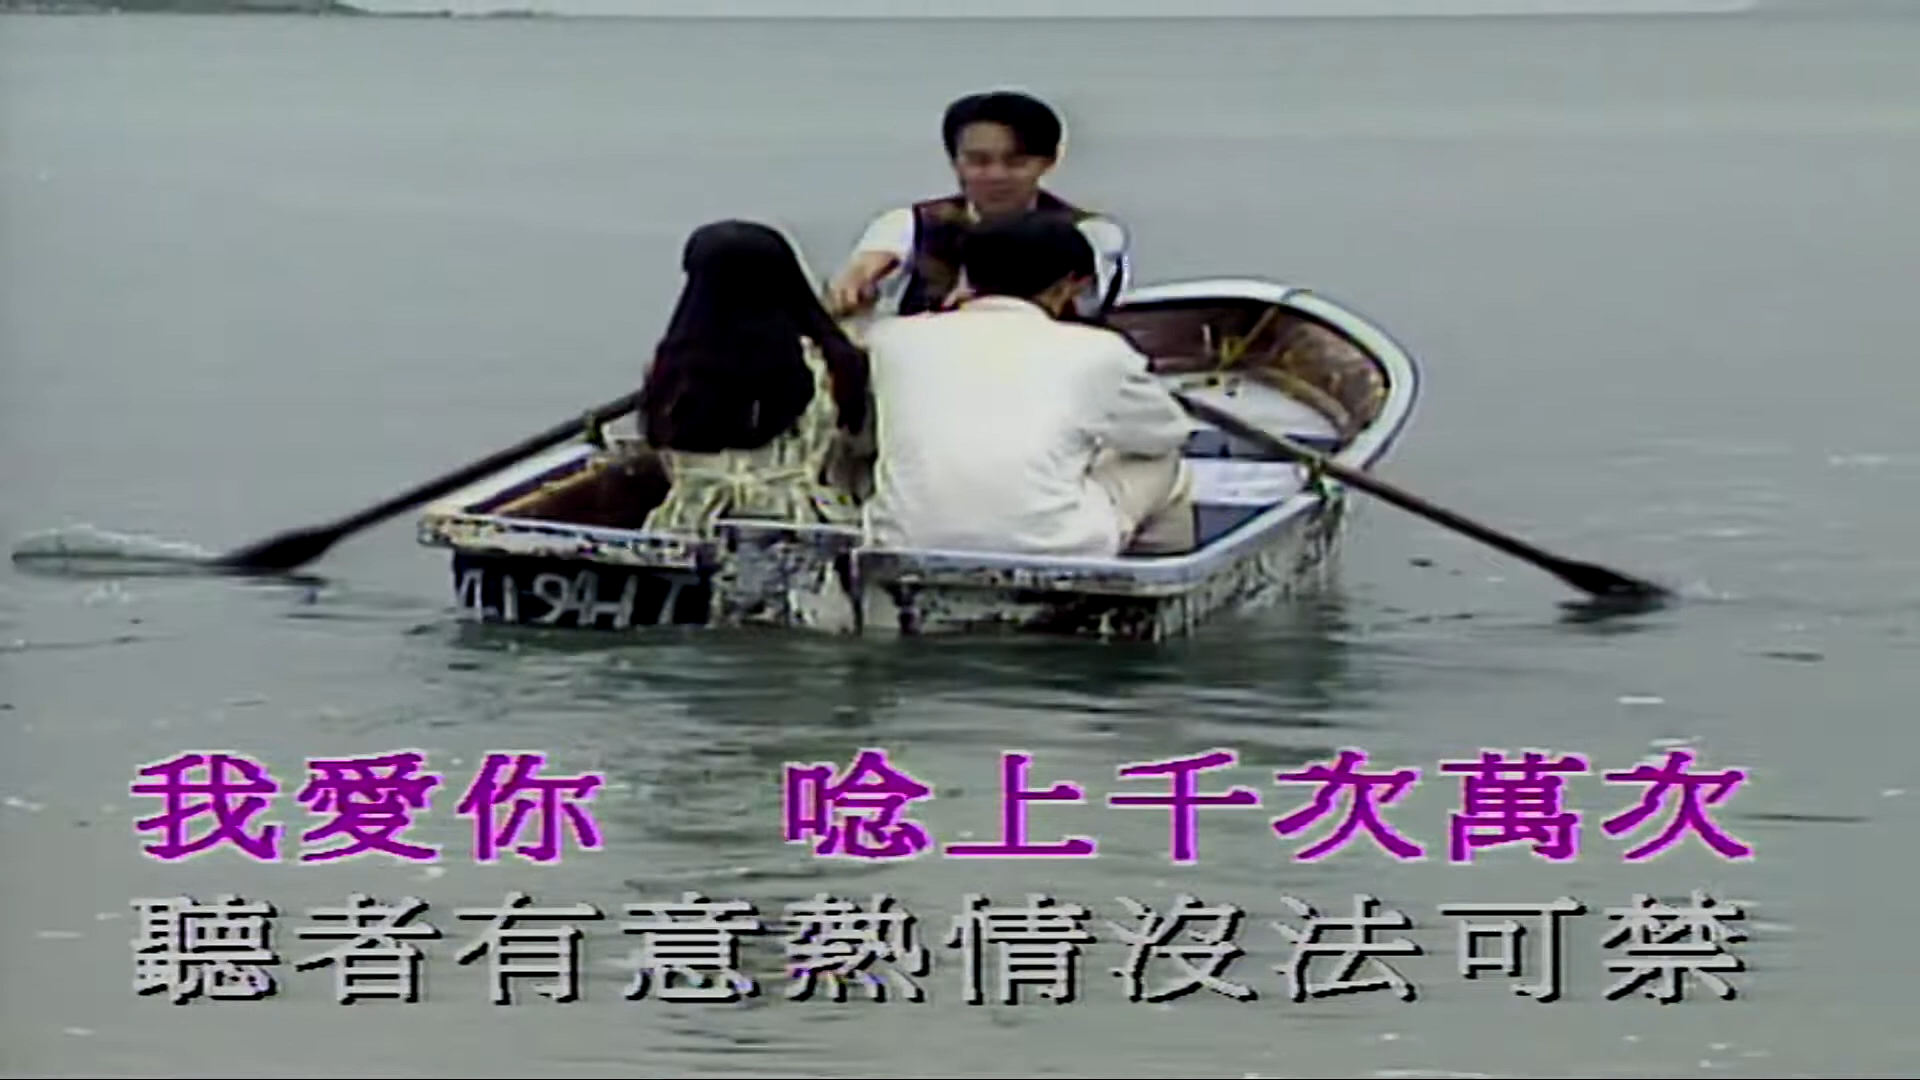 我愛你 唸上千次萬次
聽者有意熱情沒法可禁